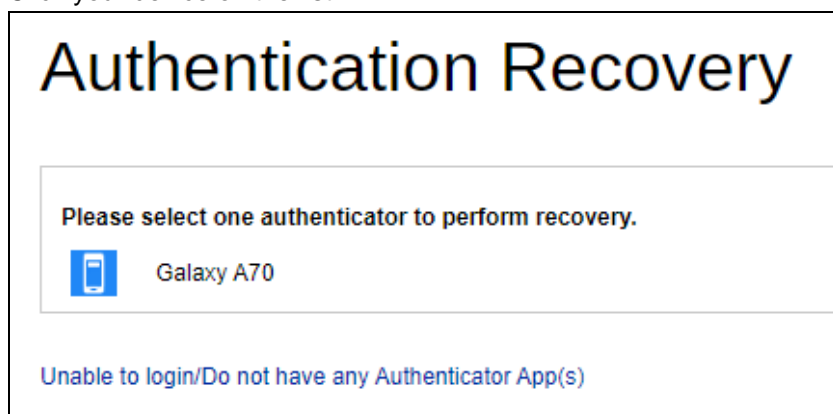 Authentication Recovery
Please select one authenticator to perform recovery.
Galaxy A70
Unable to login/Do not have any Authenticator App(s)